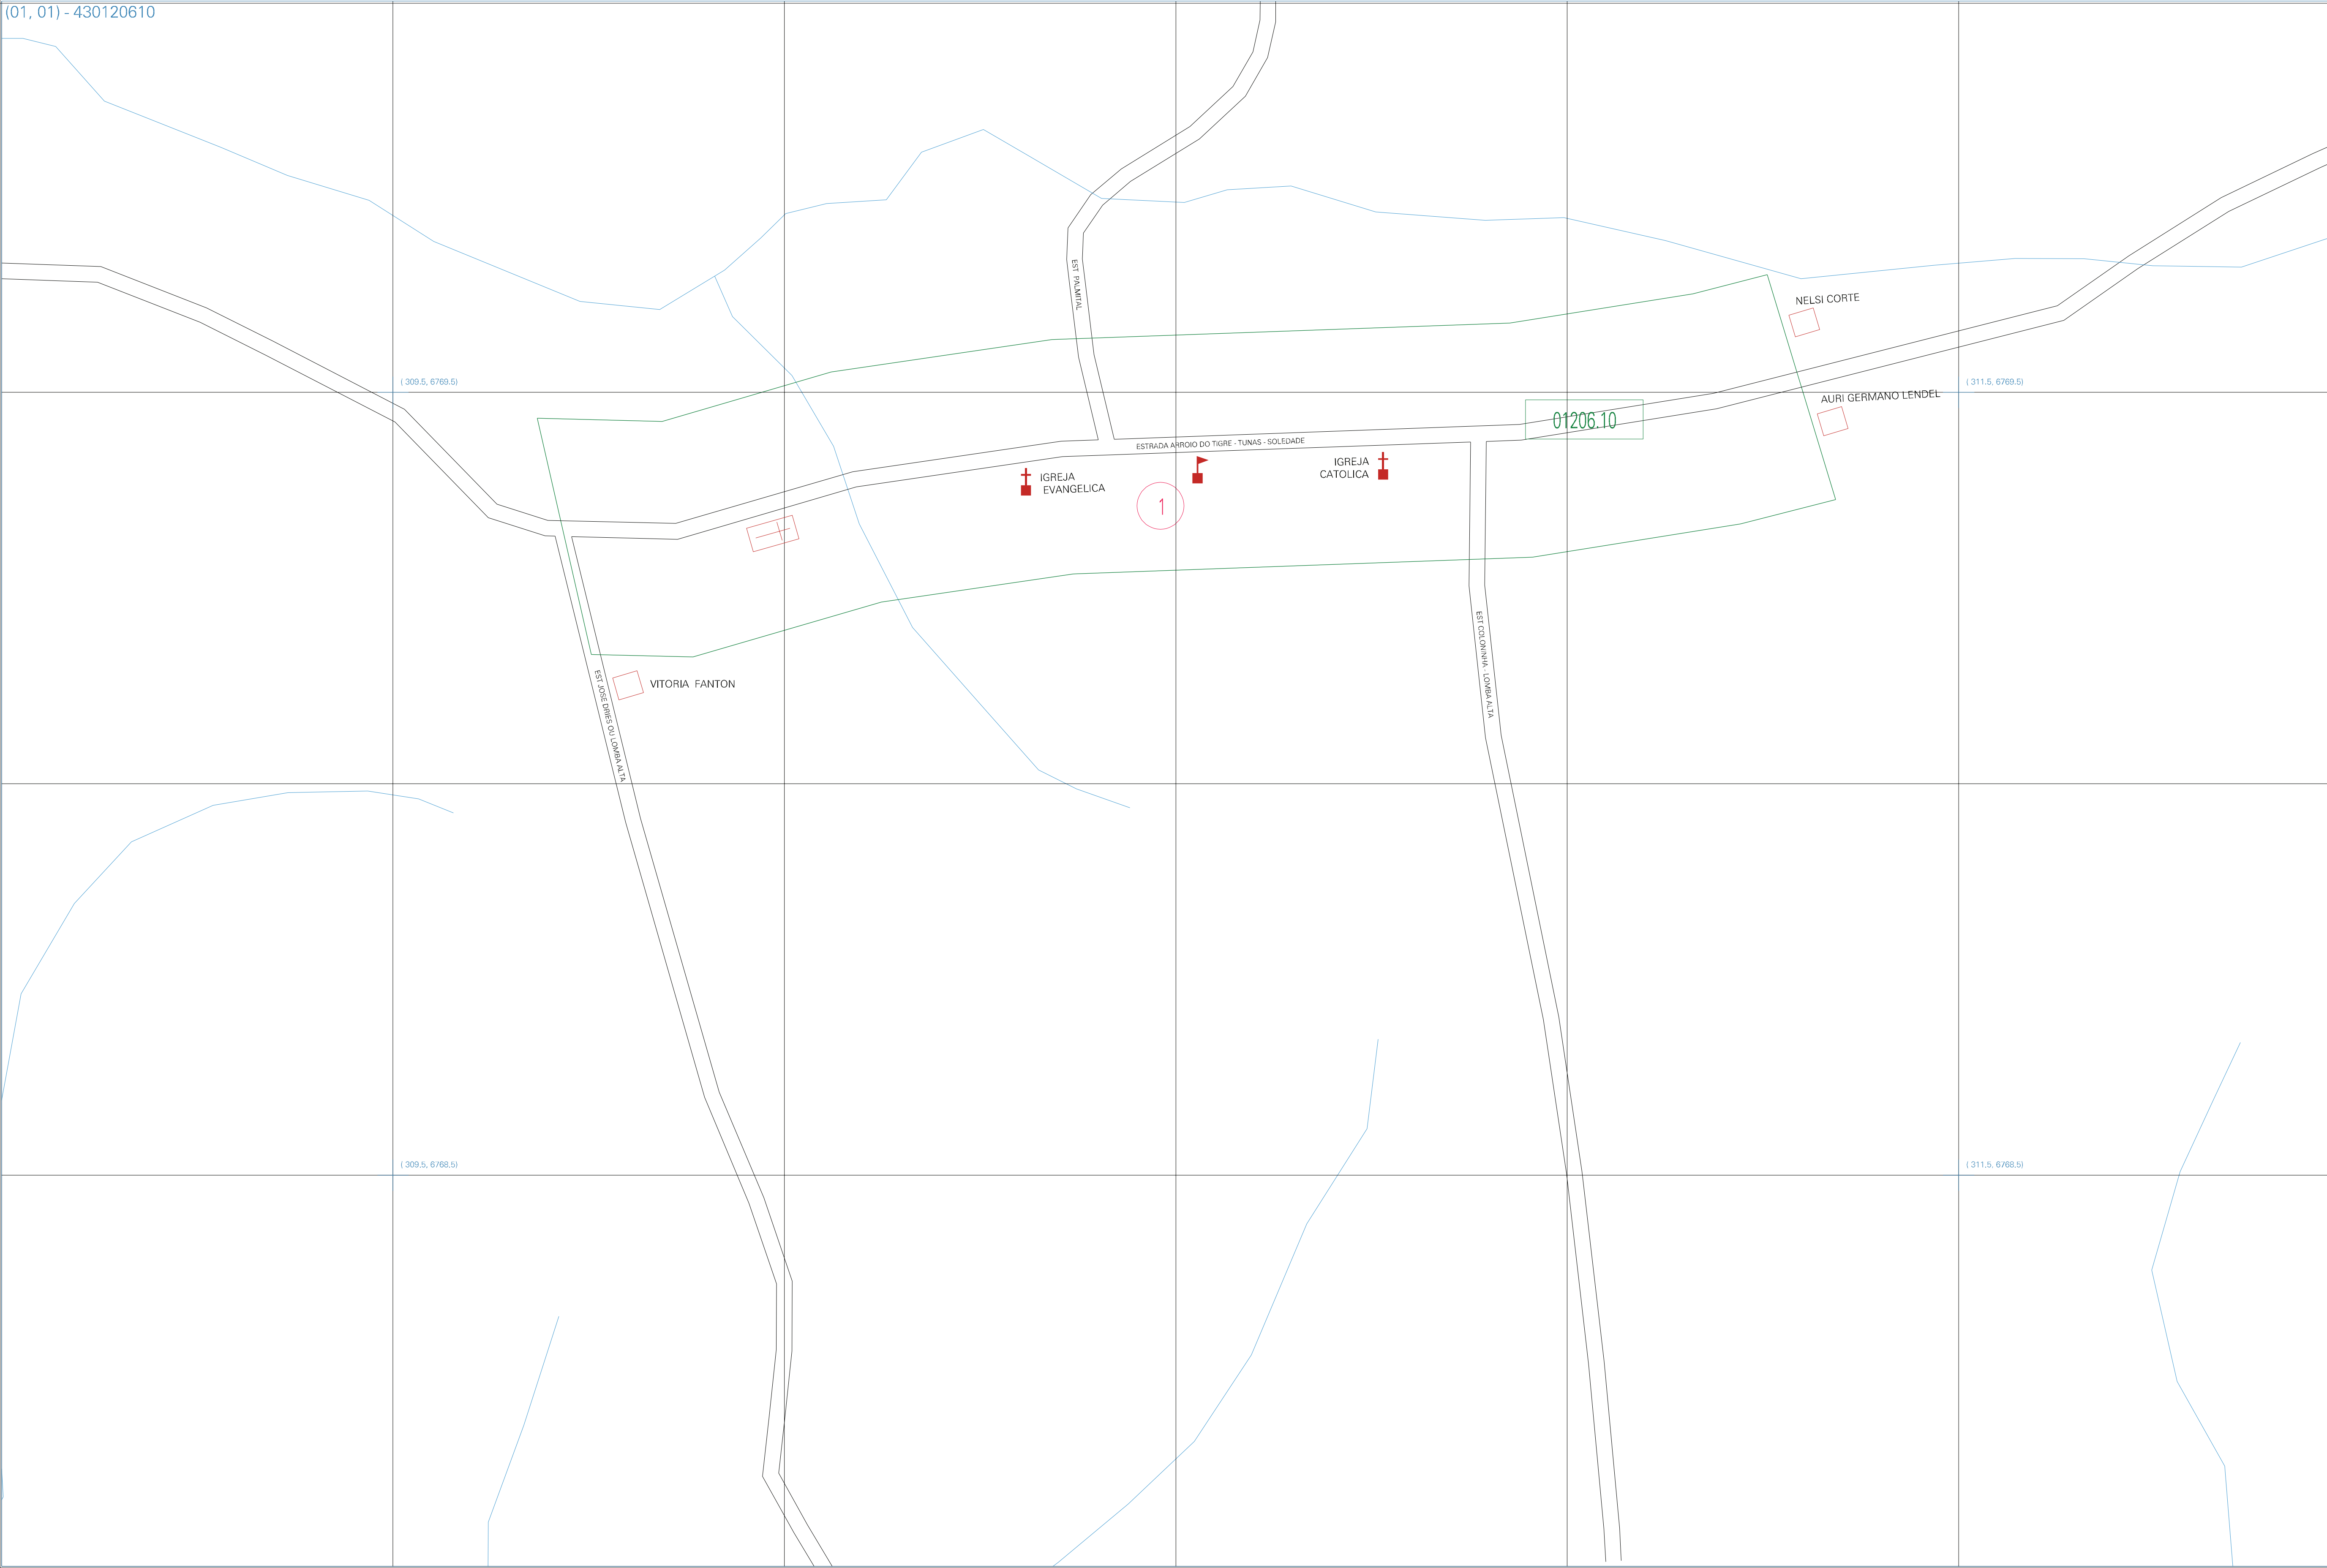 (01, 01) - 430120610
EST PALMITAL
NELSI CORTE
( 309.5, 6769.5)
( 311.5, 6769.5)
AURI GERMANO LENDEL
01206.10
ESTRADA ARROIO DO TIGRE - TUNAS - SOLEDADE
IGREJA
CATOLICA
IGREJA
EVANGELICA
1
EST COLONINHA - LOMBA ALTA
EST JOSE DRIES OU LOMBA ALTA
VITORIA FANTON
( 309.5, 6768.5)
( 311.5, 6768.5)